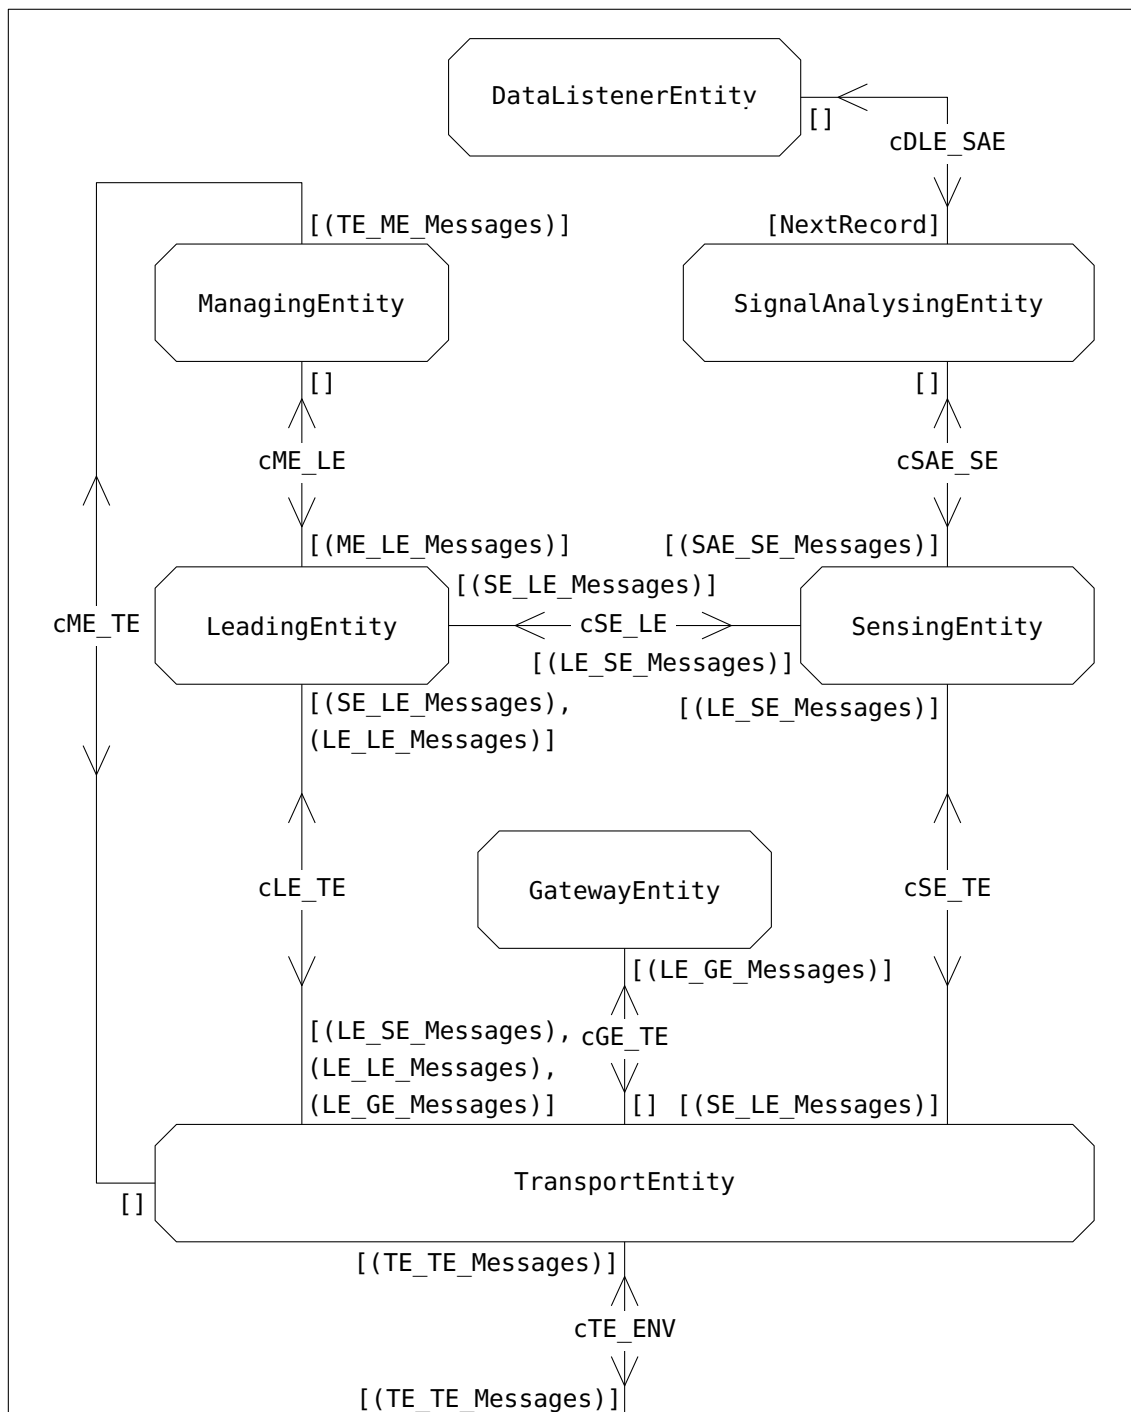 DataListenerEntity
[]
cDLE_SAE
[(TE_ME_Messages)]
[NextRecord]
ManagingEntity
SignalAnalysingEntity
[]
[]
cME_LE
cSAE_SE
[(ME_LE_Messages)]
[(SAE_SE_Messages)]
[(SE_LE_Messages)]
cME_TE
LeadingEntity
cSE_LE
SensingEntity
[(LE_SE_Messages)]
[(SE_LE_Messages),
(LE_LE_Messages)]
[(LE_SE_Messages)]
cLE_TE
GatewayEntity
cSE_TE
[(LE_GE_Messages)]
[(LE_SE_Messages),
(LE_LE_Messages),
(LE_GE_Messages)]
cGE_TE
[]
[(SE_LE_Messages)]
TransportEntity
[]
[(TE_TE_Messages)]
cTE_ENV
[(TE_TE_Messages)]